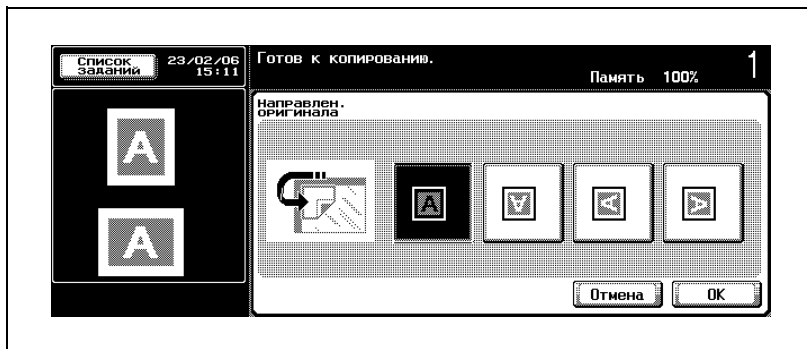 Список
заданий
23/02/06
15:11
Готов к копированию.
Память 100%
1
Направлен.
оригинала
A
A
A
A
A
A
Отмена
OK